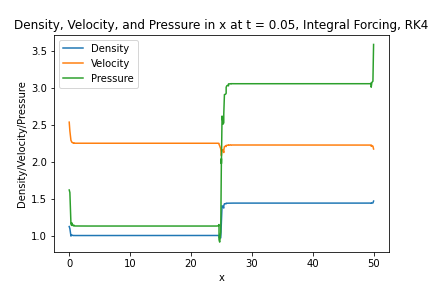 Density, Velocity, and Pressure in x at t = 0.05, Integral Forcing, RK4
Density/Velocity/Pressure
3.5
3.0
2.5
2.0
1.5
1.0
Density
Velocity
Pressure
0
10
20
30
40
50
x